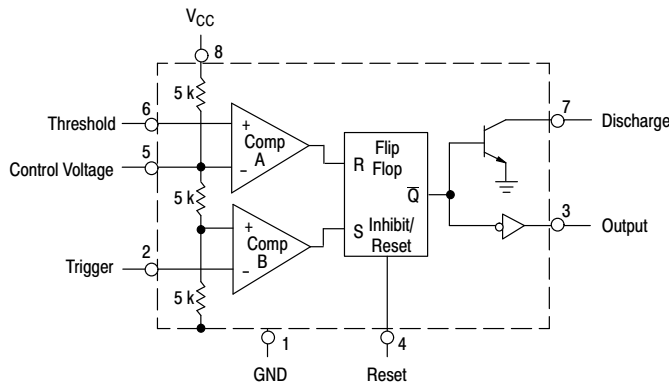 VCC
8
5 k
6
Threshold
+
Comp
A
−
5
Control Voltage
5 k
R
Flip
Flop
Q̅
S
Inhibit/
Reset
7
Discharge
+
Comp
B
−
2
Trigger
3
Output
5 k
1
GND
4
Reset